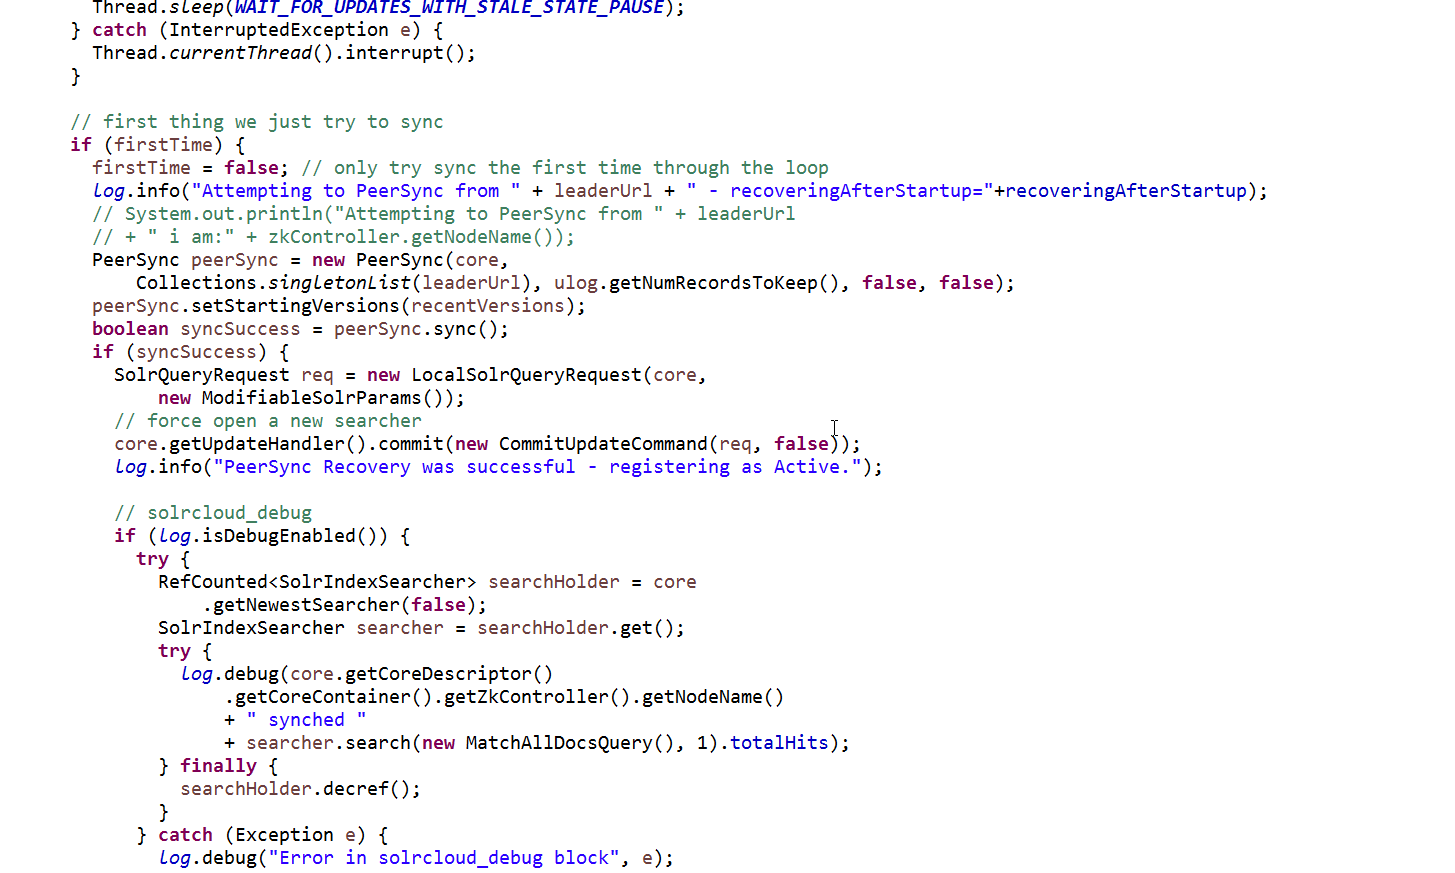 Thread.sleep(WAIT_FOR_UPDATES_WITH_STALE_STATE_PAUSE);
} catch (InterruptedException e) {
Thread.currentThread().interrupt();
}
// first thing we just try to sync
if (firstTime) {
firstTime = false; // only try sync the first time through the loop
log.info("Attempting to PeerSync from " + leaderUrl + " - recoveringAfterStartup="+recoveringAfterStartup);
// System.out.println("Attempting to PeerSync from " + leaderUrl
// + " i am:" + zkController.getNodeName());
PeerSync peerSync = new PeerSync(core,
Collections.singletonList(leaderUrl), ulog.getNumRecordsToKeep(), false, false);
peerSync.setStartingVersions(recentVersions);
boolean syncSuccess = peerSync.sync();
if (syncSuccess) {
SolrQueryRequest req = new LocalSolrQueryRequest(core,
new ModifiableSolrParams());
// force open a new searcher
core.getUpdateHandler().commit(new CommitUpdateCommand(req, false));
log.info("PeerSync Recovery was successful - registering as Active.");
// solrcloud_debug
if (log.isDebugEnabled()) {
try {
RefCounted<SolrIndexSearcher> searchHolder = core
.getNewestSearcher(false);
SolrIndexSearcher searcher = searchHolder.get();
try {
log.debug(core.getCoreDescriptor()
.getCoreContainer().getZkController().getNodeName()
+ " synched "
+ searcher.search(new MatchAllDocsQuery(), 1).totalHits);
} finally {
searchHolder.decref();
}
} catch (Exception e) {
log.debug("Error in solrcloud_debug block", e);